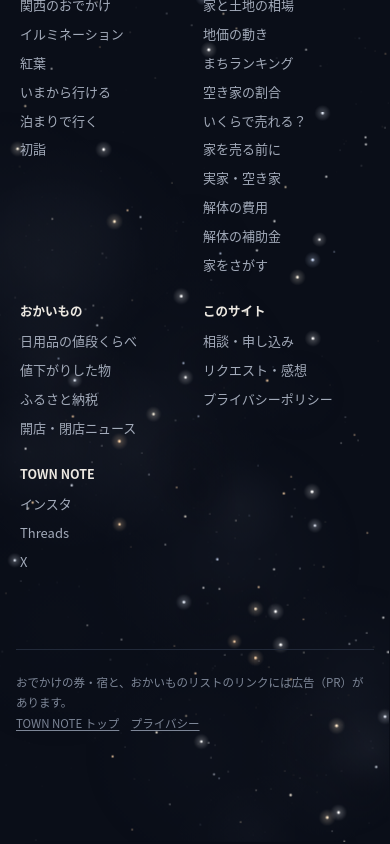 関西のおでかけ
イルミネーション
紅葉
いまから行ける
泊まりで行く
初詣
家と土地の相場
地価の動き
まちランキング
空き家の割合
いくらで売れる？
家を売る前に
実家・空き家
解体の費用
解体の補助金
家をさがす
おかいもの
日用品の値段くらべ
値下がりした物
ふるさと納税
開店・閉店ニュース
このサイト
相談・申し込み
リクエスト・感想
プライバシーポリシー
TOWN NOTE
インスタ
Threads
X
おでかけの券・宿と、おかいものリストのリンクには広告（PR）が
あります。
TOWN NOTE トップ プライバシー